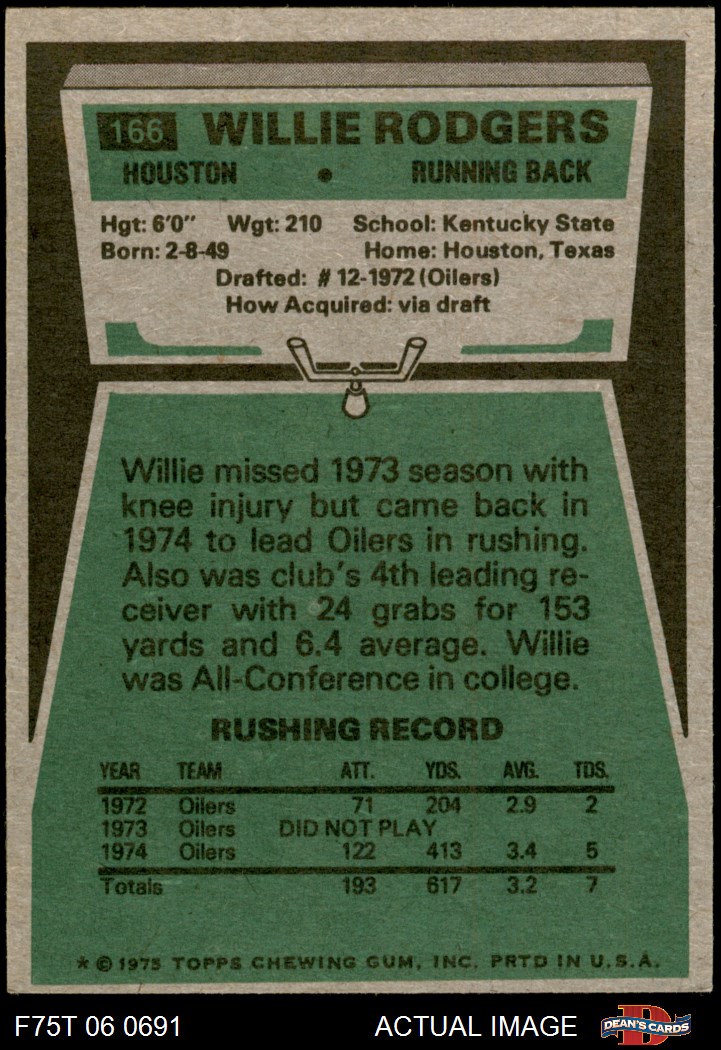 166 WILLIE RODGERS
HOUSTON • RUNNING BACK
Hgt: 6'0" Wgt: 210 School: Kentucky State
Born: 2-8-49 Home: Houston, Texas
Drafted: # 12-1972 (Oilers)
How Acquired: via draft
Willie missed 1973 season with
knee injury but came back in
1974 to lead Oilers in rushing.
Also was club's 4th leading re-
ceiver with 24 grabs for 153
yards and 6.4 average. Willie
was All-Conference in college.
RUSHING RECORD
YEAR TEAM ATT. YDS. AVG. TDS.
1972 Oilers 71 204 2.9 2
1973 Oilers DID NOT PLAY
1974 Oilers 122 413 3.4 5
Totals 193 617 3.2 7
* © 1975 TOPPS CHEWING GUM, INC. PRTD IN U.S.A.
F75T 06 0691 ACTUAL IMAGE D DEAN'S CARDS